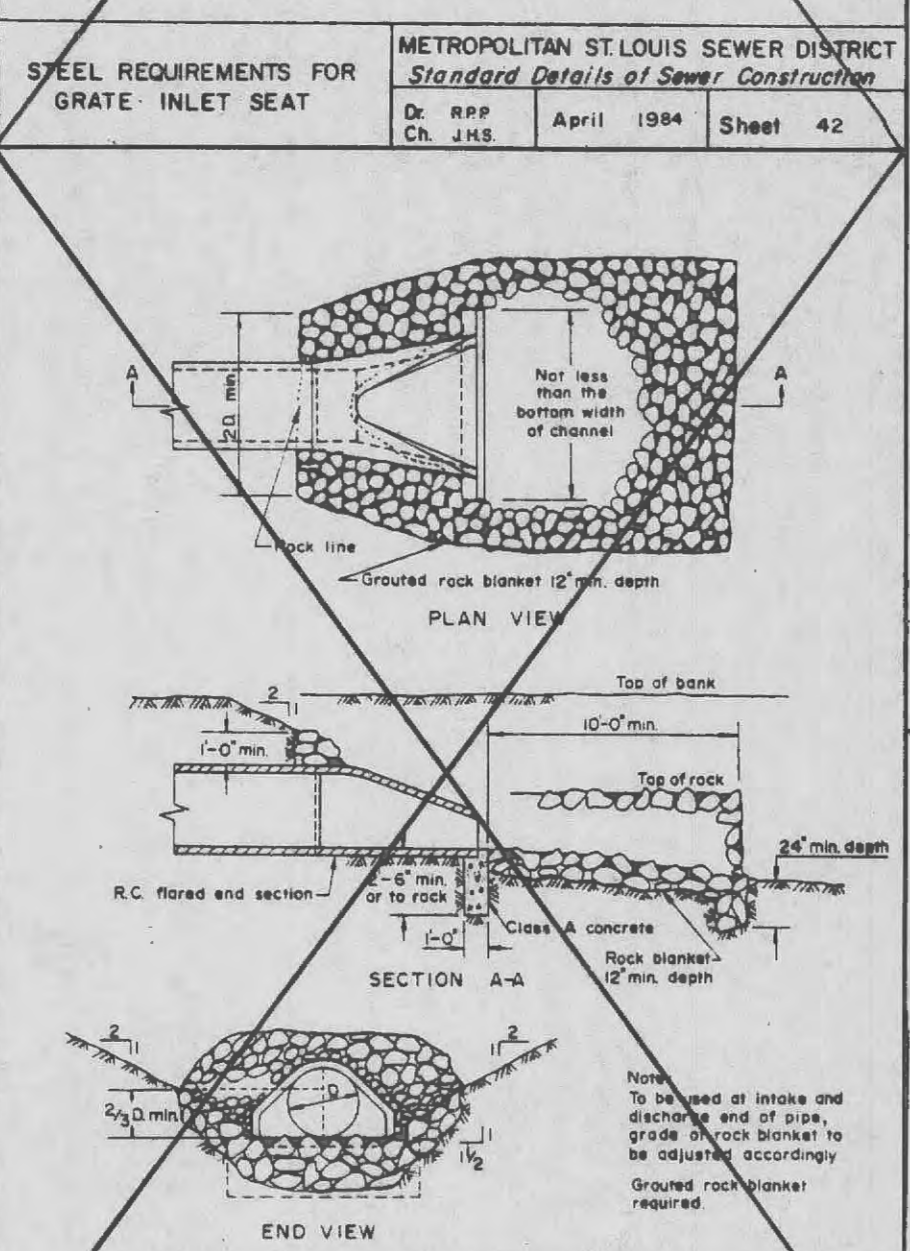 STEEL REQUIREMENTS FOR
GRATE INLET SEAT
METROPOLITAN ST. LOUIS SEWER DISTRICT
Standard Details of Sewer Construction
Dr. R.P.P.
Ch. J.H.S.
April 1984
Sheet 42
A
A
2D. min.
Not less
than the
bottom width
of channel
Rock line
Grouted rock blanket 12" min. depth
PLAN VIEW
Top of bank
2
1
1'-0" min.
10'-0" min.
Top of rock
24" min. depth
R.C. flared end section
2'-6" min.
or to rock
Class A concrete
1'-0"
Rock blanket
12" min. depth
SECTION A-A
2
1
2
1
D
2/3 D. min.
1
1 1/2
Note:
To be used at intake and
discharge end of pipe,
grade of rock blanket to
be adjusted accordingly
Grouted rock blanket
required.
END VIEW